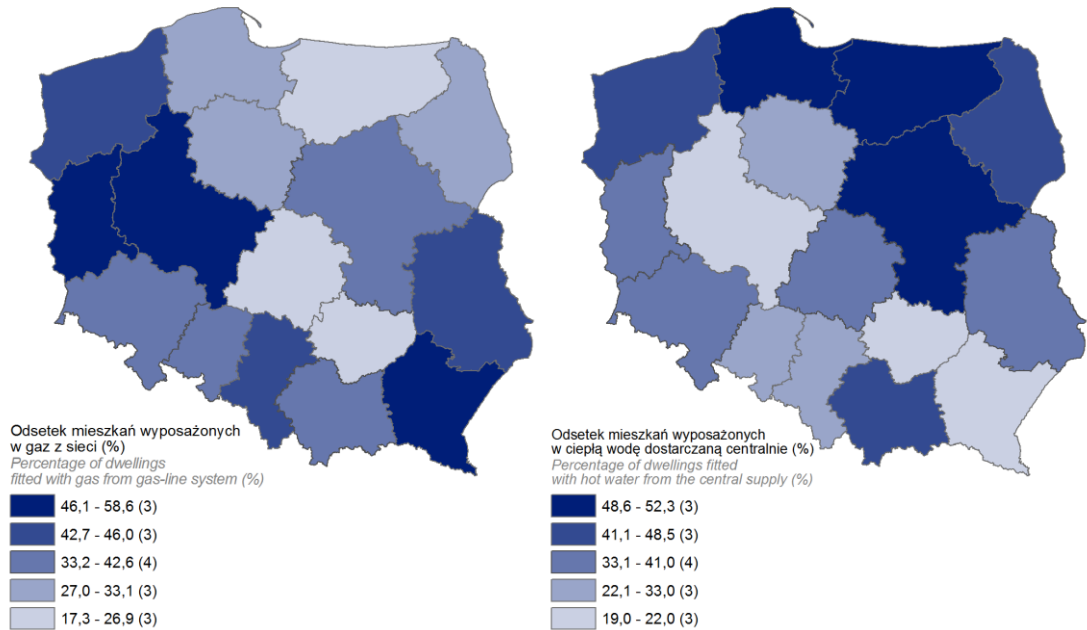 Odsetek mieszkań wyposażonych
w gaz z sieci (%)
Percentage of dwellings
fitted with gas from gas-line system (%)
46,1 - 58,6 (3)
42,7 - 46,0 (3)
33,2 - 42,6 (4)
27,0 - 33,1 (3)
17,3 - 26,9 (3)
Odsetek mieszkań wyposażonych
w ciepłą wodę dostarczaną centralnie (%)
Percentage of dwellings fitted
with hot water from the central supply (%)
48,6 - 52,3 (3)
41,1 - 48,5 (3)
33,1 - 41,0 (4)
22,1 - 33,0 (3)
19,0 - 22,0 (3)